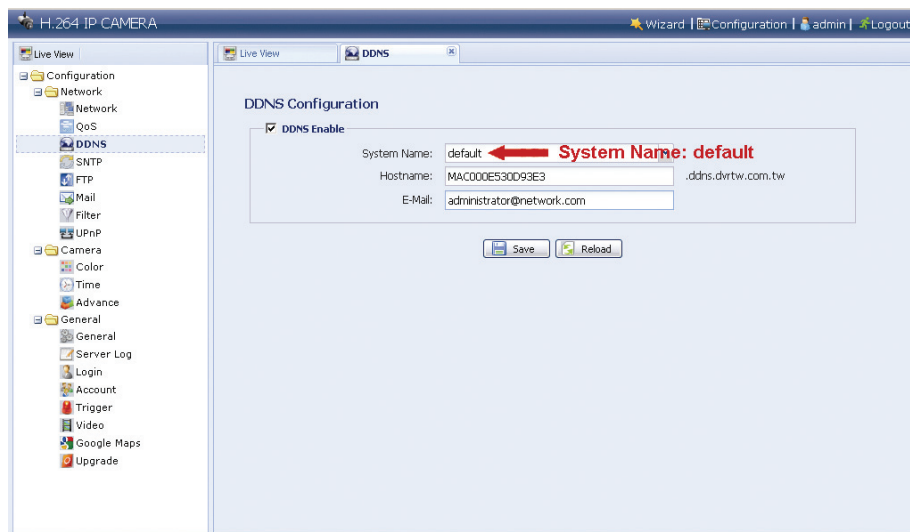 H.264 IP CAMERA
Wizard | Configuration | admin | Logout
Live View
Configuration
Network
Network
QoS
DDNS
SNTP
FTP
Mail
Filter
UPnP
Camera
Color
Time
Advance
General
General
Server Log
Login
Account
Trigger
Video
Google Maps
Upgrade
Live View
DDNS
DDNS Configuration
DDNS Enable
System Name: default System Name: default
Hostname: MAC000E530D93E3 .ddns.dvrtw.com.tw
E-Mail: administrator@network.com
Save Reload